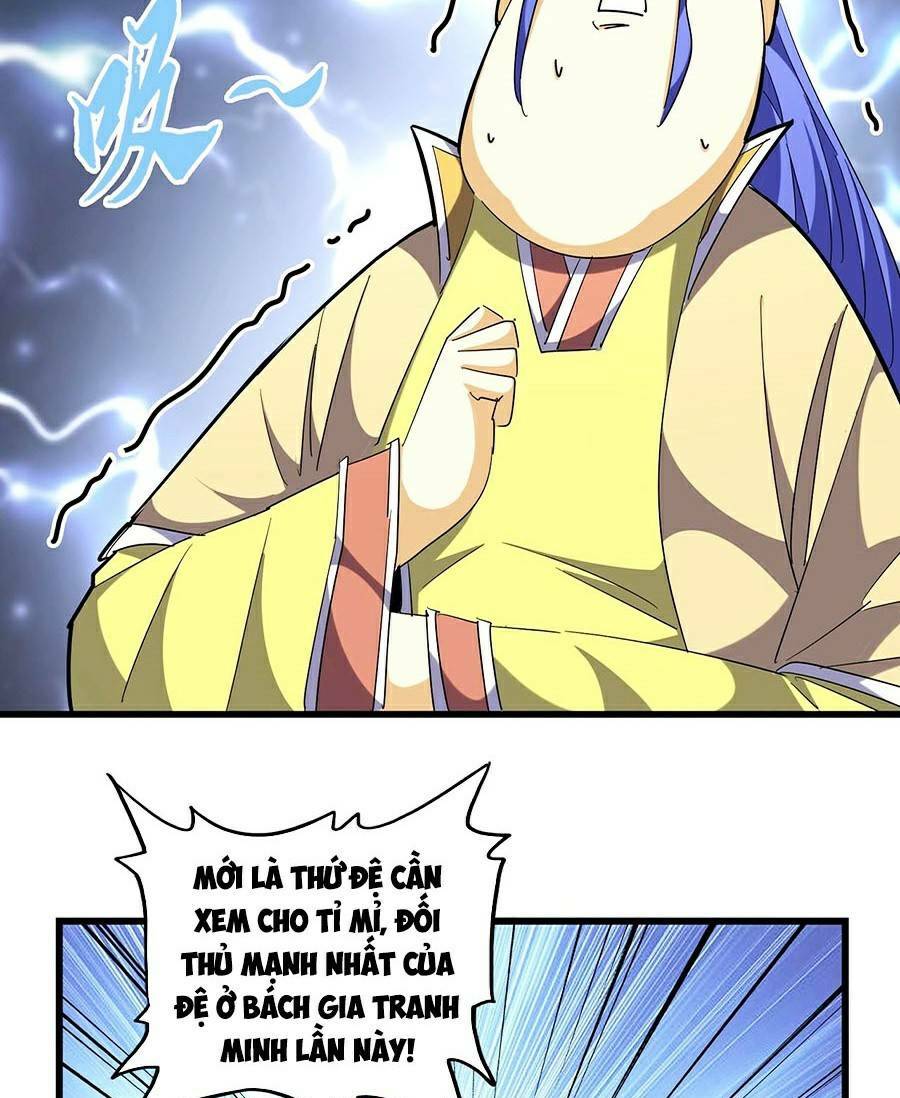 吸~
MỚI LÀ THỨ ĐỆ CẦN
XEM CHO TỈ MỈ, ĐỐI
THỦ MẠNH NHẤT CỦA
ĐỆ Ở BÁCH GIA TRANH
MINH LẦN NÀY!